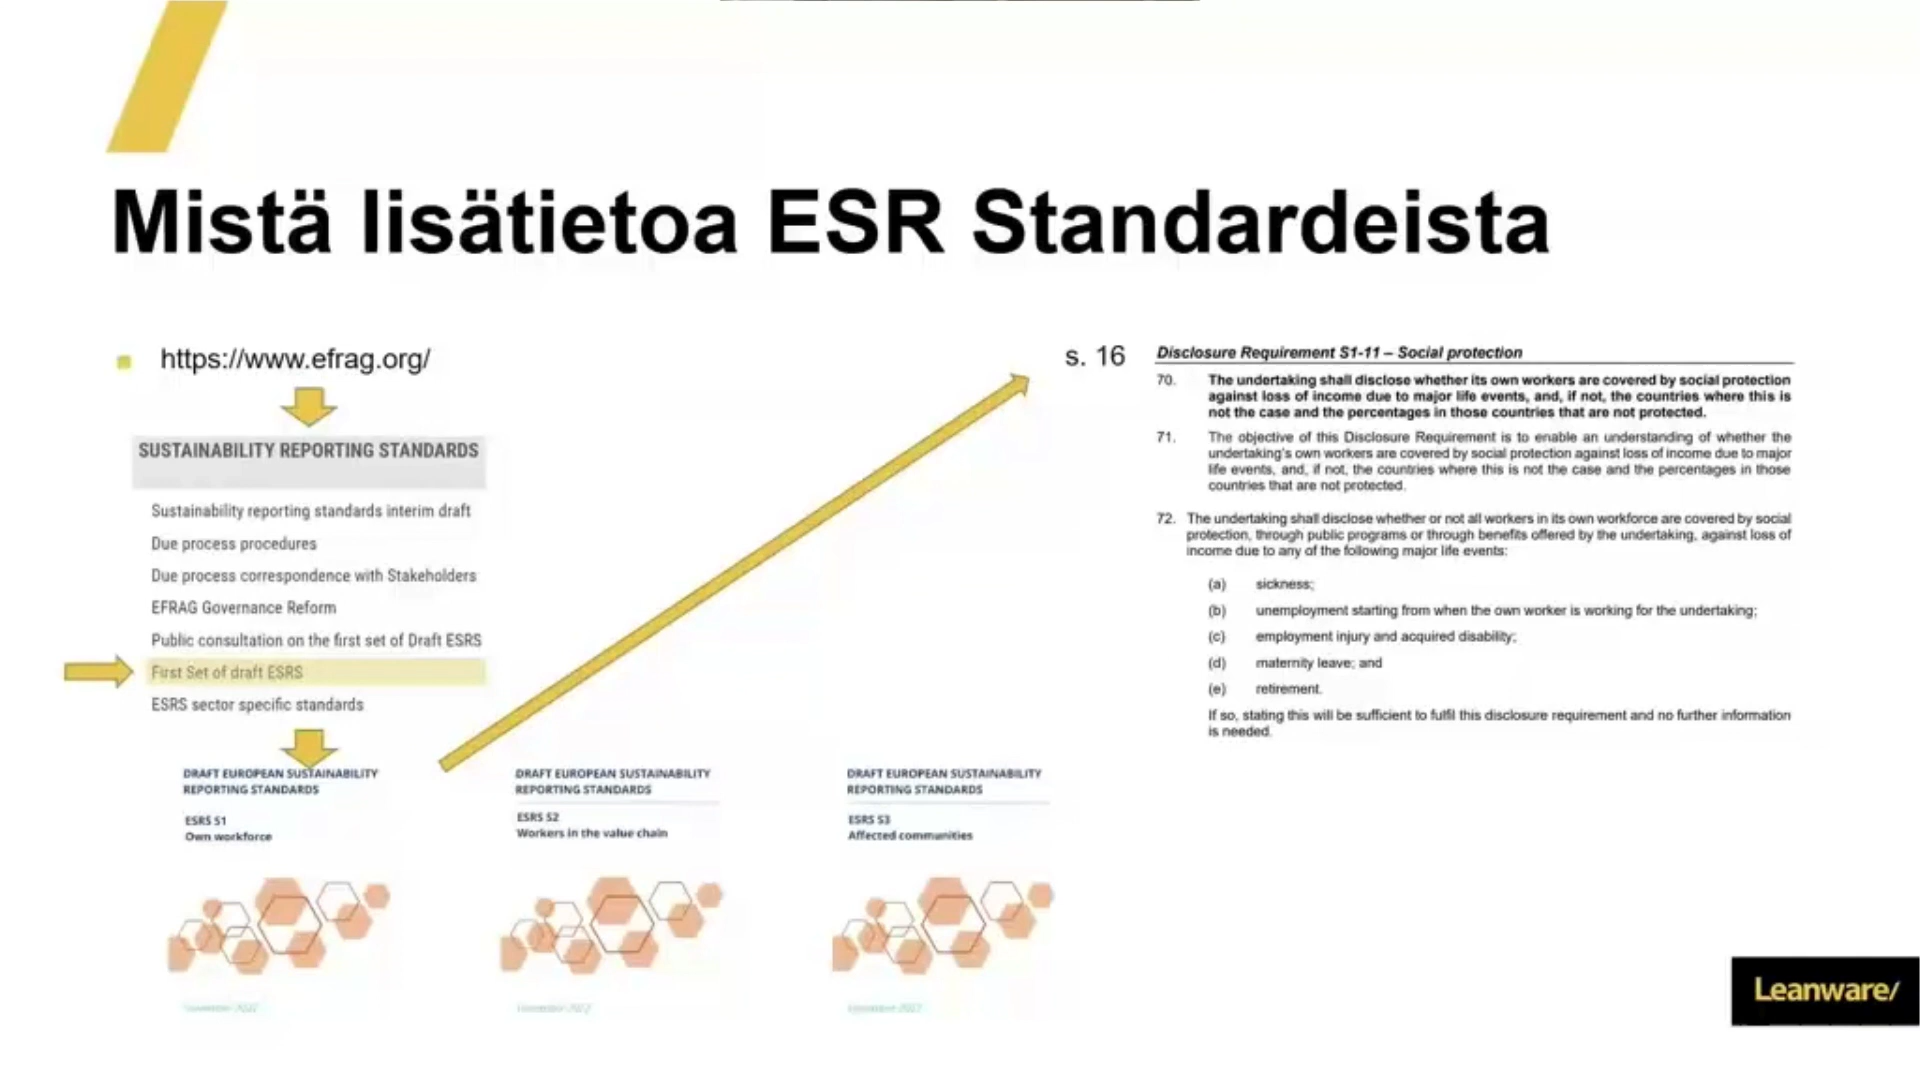 Mistä lisätietoa ESR Standardeista
https://www.efrag.org/
SUSTAINABILITY REPORTING STANDARDS
Sustainability reporting standards interim draft
Due process procedures
Due process correspondence with Stakeholders
EFRAG Governance Reform
Public consultation on the first set of Draft ESRS
First Set of draft ESRS
ESRS sector specific standards
DRAFT EUROPEAN SUSTAINABILITY
REPORTING STANDARDS
ESRS S1
Own workforce
DRAFT EUROPEAN SUSTAINABILITY
REPORTING STANDARDS
ESRS S2
Workers in the value chain
DRAFT EUROPEAN SUSTAINABILITY
REPORTING STANDARDS
ESRS S3
Affected communities
s. 16
Disclosure Requirement S1-11 – Social protection
70. The undertaking shall disclose whether its own workers are covered by social protection
against loss of income due to major life events, and, if not, the countries where this is
not the case and the percentages in those countries that are not protected.
71. The objective of this Disclosure Requirement is to enable an understanding of whether the
undertaking's own workers are covered by social protection against loss of income due to major
life events, and, if not, the countries where this is not the case and the percentages in those
countries that are not protected.
72. The undertaking shall disclose whether or not all workers in its own workforce are covered by social
protection, through public programs or through benefits offered by the undertaking, against loss of
income due to any of the following major life events:
(a) sickness;
(b) unemployment starting from when the own worker is working for the undertaking;
(c) employment injury and acquired disability;
(d) maternity leave; and
(e) retirement.
If so, stating this will be sufficient to fulfil this disclosure requirement and no further information
is needed.
Leanware/